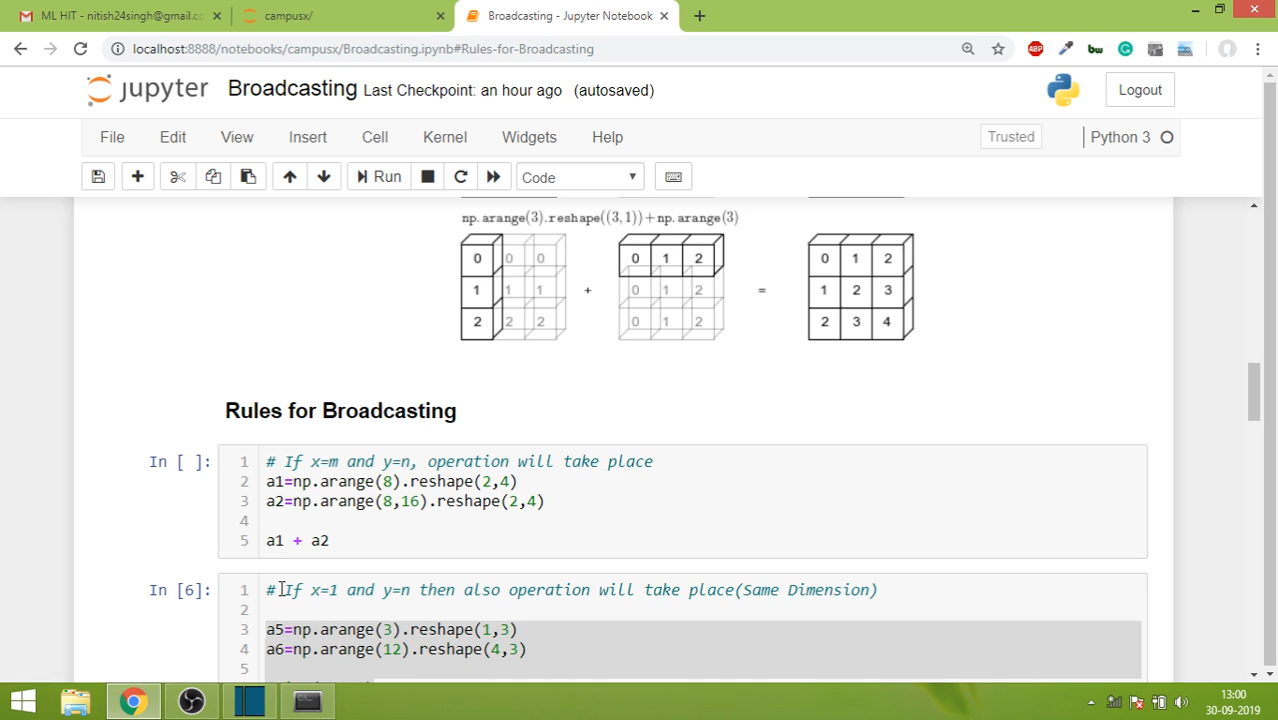 ML HIT - nitish24singh@gmail.co
campusx/
Broadcasting - Jupyter Notebook
localhost:8888/notebooks/campusx/Broadcasting.ipynb#Rules-for-Broadcasting
ABP
bw
jupyter
Broadcasting Last Checkpoint: an hour ago (autosaved)
Logout
File Edit View Insert Cell Kernel Widgets Help
Trusted
Python 3
Run
Code
np.arange(3).reshape((3,1))+np.arange(3)
0 0 0 0 1 2 0 1 2
1 1 1 + 0 1 2 = 1 2 3
2 2 2 0 1 2 2 3 4
Rules for Broadcasting
In [ ]: 1 # If x=m and y=n, operation will take place
2 a1=np.arange(8).reshape(2,4)
3 a2=np.arange(8,16).reshape(2,4)
4
5 a1 + a2
In [6]: 1 # If x=1 and y=n then also operation will take place(Same Dimension)
2
3 a5=np.arange(3).reshape(1,3)
4 a6=np.arange(12).reshape(4,3)
5
13:00
30-09-2019